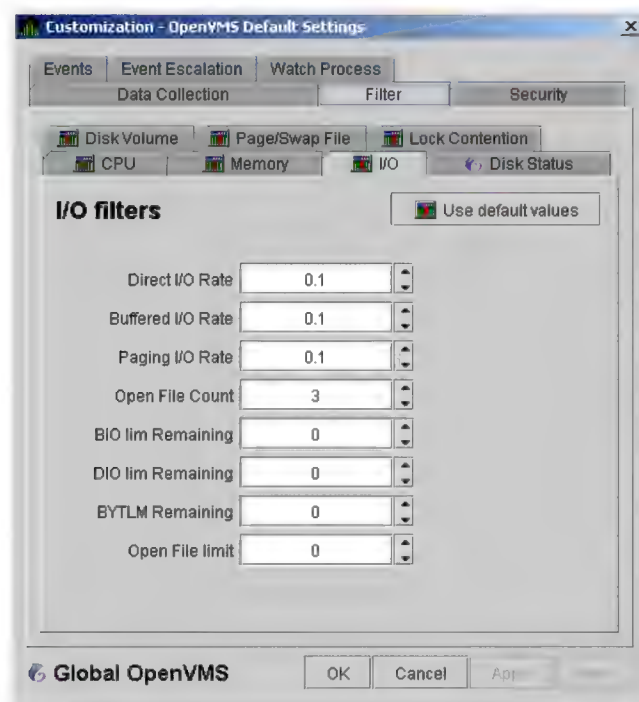 Customization - OpenVMS Default Settings
Events Event Escalation Watch Process
Data Collection Filter Security
Disk Volume Page/Swap File Lock Contention
CPU Memory I/O Disk Status
I/O filters Use default values
Direct I/O Rate 0.1
Buffered I/O Rate 0.1
Paging I/O Rate 0.1
Open File Count 3
BIO lim Remaining 0
DIO lim Remaining 0
BYTLM Remaining 0
Open File limit 0
Global OpenVMS OK Cancel